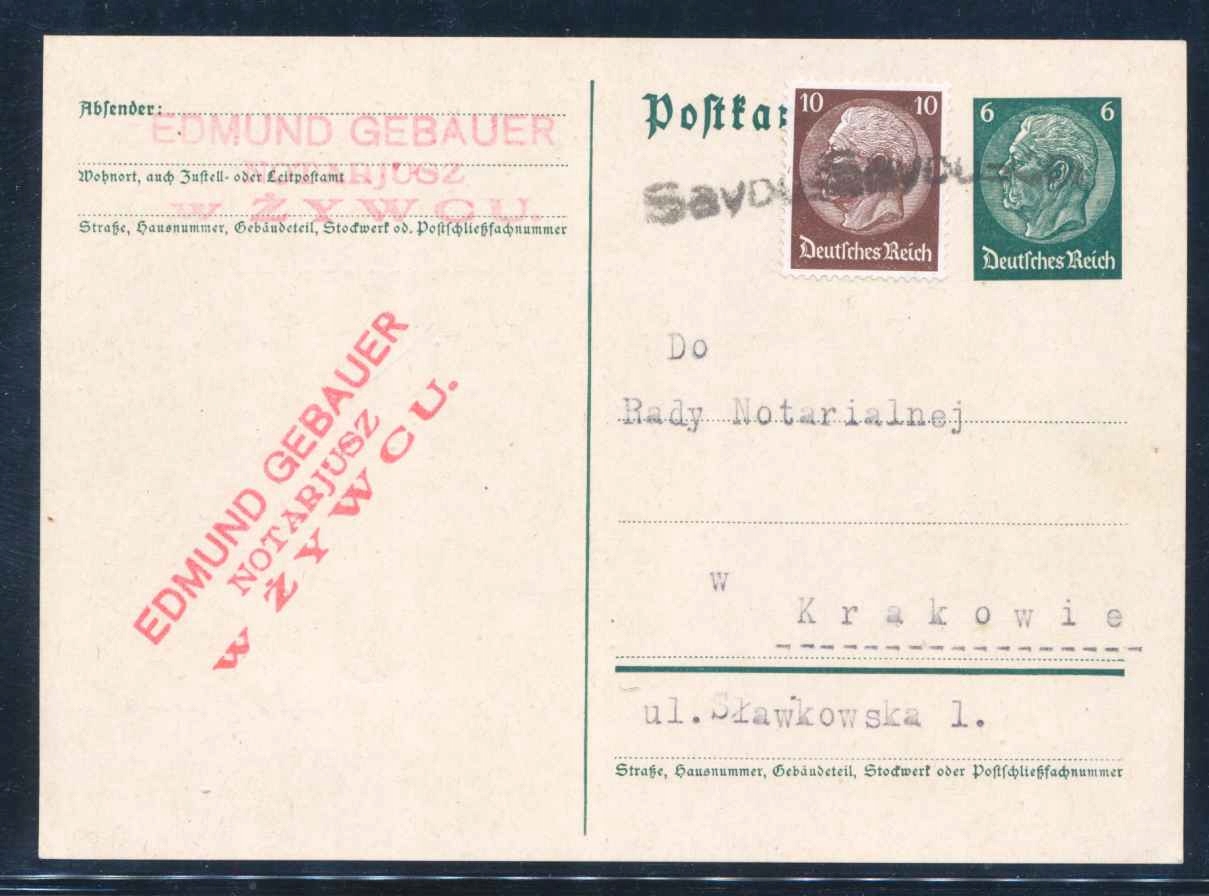 Absender:
EDMUND GEBAUER
NOTARJUSZ
Wohnort, auch Zustell- oder Leitpostamt
W ŻYWCU.
Straße, Hausnummer, Gebäudeteil, Stockwerk od. Postschließfachnummer
EDMUND GEBAUER
NOTARJUSZ
W ŻYWCU.
10 10
Deutsches Reich
6 6
Deutsches Reich
Do
Rady Notarialnej
w
Krakowie
ul. Sławkowska 1.
Straße, Hausnummer, Gebäudeteil, Stockwerk oder Postschließfachnummer